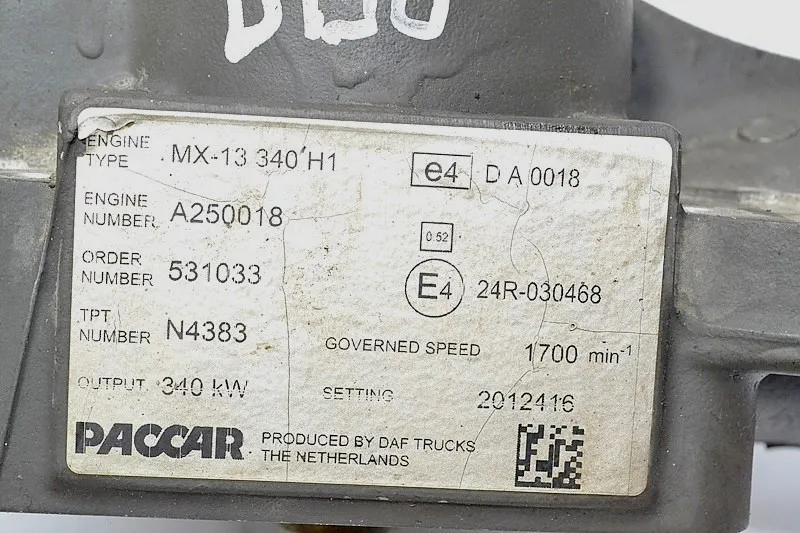 ENGINE TYPE MX-13 340 H1
e4 D A 0018
ENGINE NUMBER A250018
0.52
ORDER NUMBER 531033
E4 24R-030468
TPT NUMBER N4383
GOVERNED SPEED 1700 min-1
OUTPUT 340 kW
SETTING 2012416
PACCAR PRODUCED BY DAF TRUCKS
THE NETHERLANDS